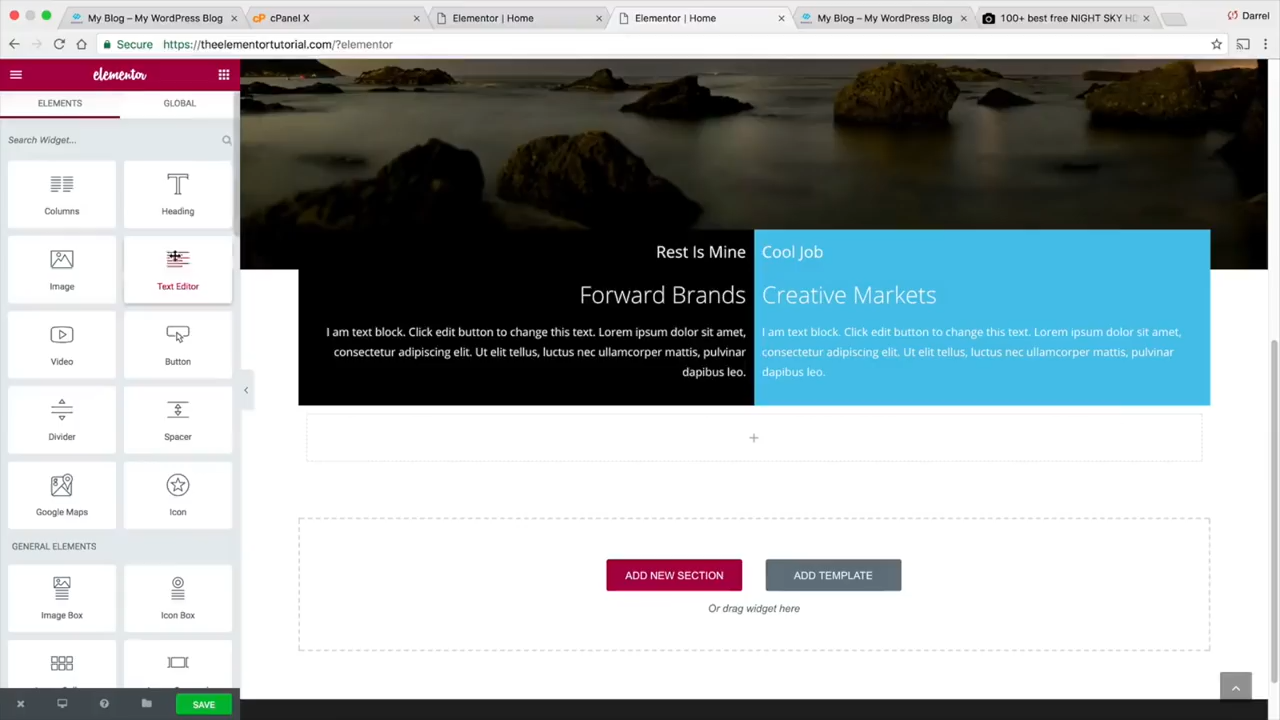 My Blog – My WordPress Blog
cPanel X
Elementor | Home
Elementor | Home
My Blog – My WordPress Blog
100+ best free NIGHT SKY HD
Darrel
Secure
https://theelementortutorial.com/?elementor
elementor
ELEMENTS
GLOBAL
Search Widget...
Columns
Heading
Image
Text Editor
Video
Button
Divider
Spacer
Google Maps
Icon
GENERAL ELEMENTS
Image Box
Icon Box
SAVE
Rest Is Mine
Forward Brands
I am text block. Click edit button to change this text. Lorem ipsum dolor sit amet,
consectetur adipiscing elit. Ut elit tellus, luctus nec ullamcorper mattis, pulvinar
dapibus leo.
Cool Job
Creative Markets
I am text block. Click edit button to change this text. Lorem ipsum dolor sit amet,
consectetur adipiscing elit. Ut elit tellus, luctus nec ullamcorper mattis, pulvinar
dapibus leo.
ADD NEW SECTION
ADD TEMPLATE
Or drag widget here